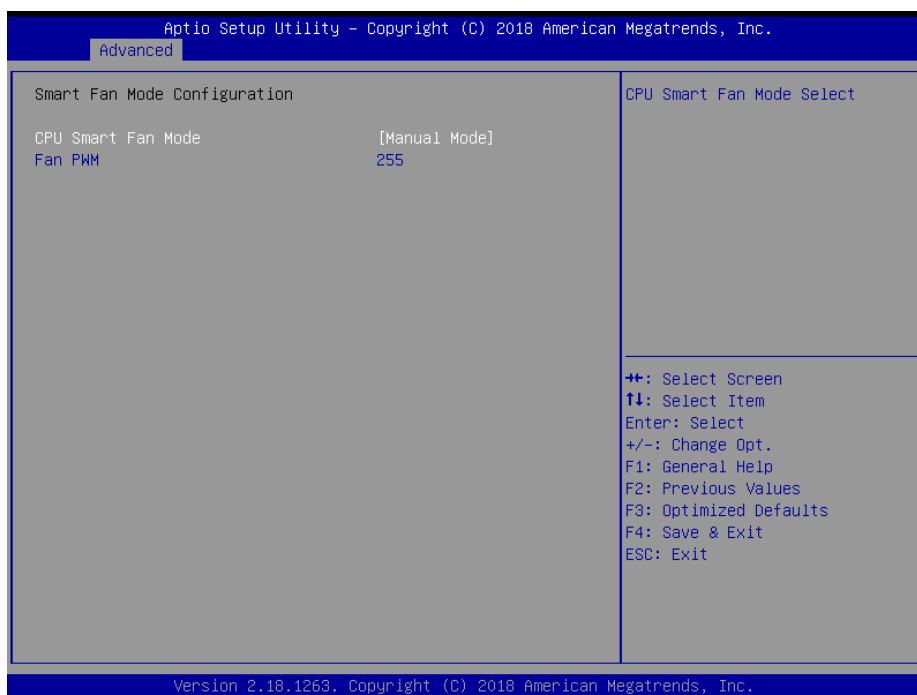 Aptio Setup Utility – Copyright (C) 2018 American Megatrends, Inc.
Advanced
Smart Fan Mode Configuration
CPU Smart Fan Mode [Manual Mode]
Fan PWM 255
CPU Smart Fan Mode Select
→←: Select Screen
↑↓: Select Item
Enter: Select
+/-: Change Opt.
F1: General Help
F2: Previous Values
F3: Optimized Defaults
F4: Save & Exit
ESC: Exit
Version 2.18.1263. Copyright (C) 2018 American Megatrends, Inc.